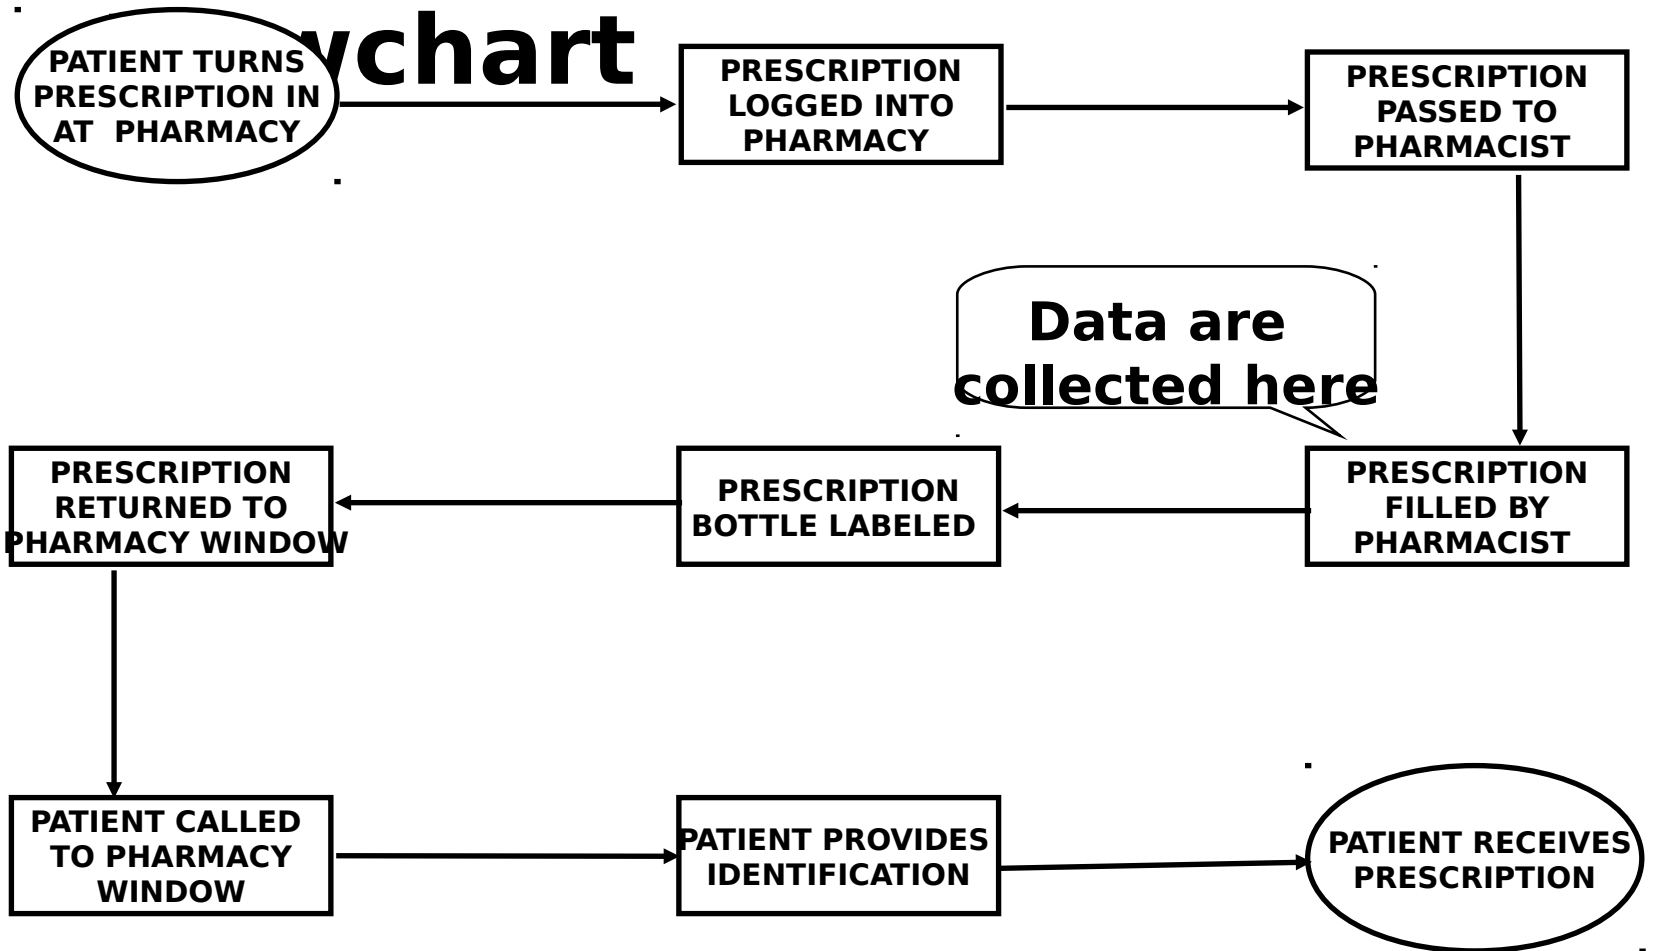 wchart
PATIENT TURNS
PRESCRIPTION IN
AT PHARMACY
PRESCRIPTION
LOGGED INTO
PHARMACY
PRESCRIPTION
PASSED TO
PHARMACIST
Data are
collected here
PRESCRIPTION
FILLED BY
PHARMACIST
PRESCRIPTION
BOTTLE LABELED
PRESCRIPTION
RETURNED TO
PHARMACY WINDOW
PATIENT CALLED
TO PHARMACY
WINDOW
PATIENT PROVIDES
IDENTIFICATION
PATIENT RECEIVES
PRESCRIPTION